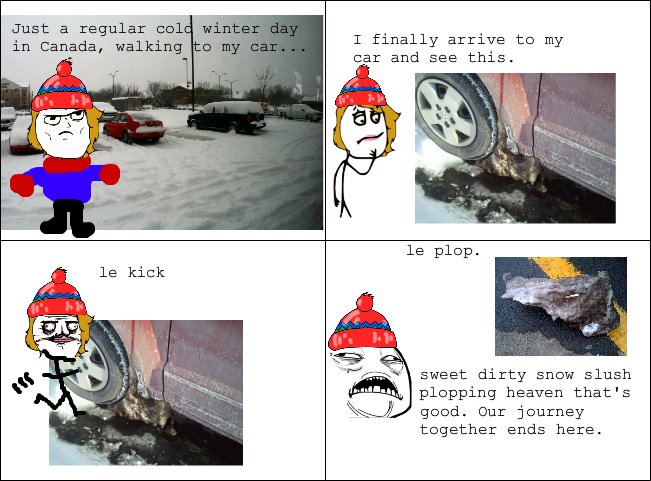 Just a regular cold winter day
in Canada, walking to my car...
I finally arrive to my
car and see this.
le kick
le plop.
sweet dirty snow slush
plopping heaven that's
good. Our journey
together ends here.